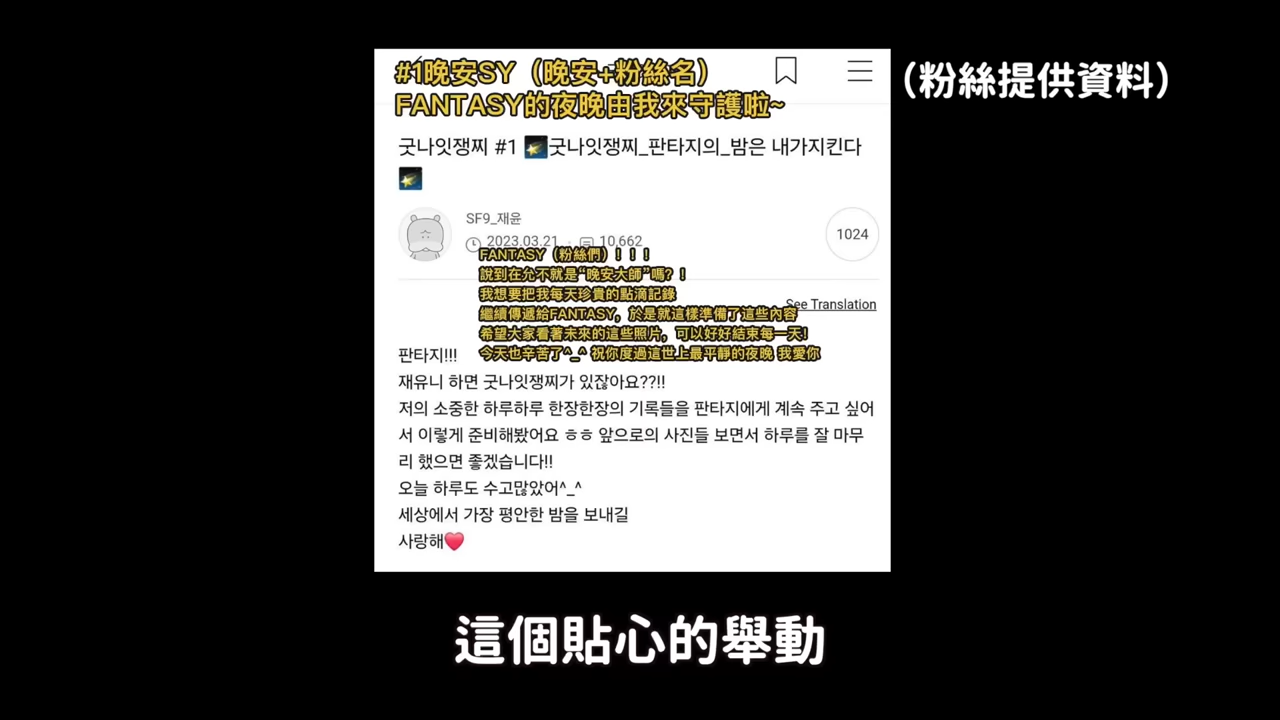 #1晚安SY（晚安+粉絲名）
FANTASY的夜晚由我來守護啦~
（粉絲提供資料）
굿나잇쟁찌 #1 🌠굿나잇쟁찌_판타지의_밤은 내가지킨다
🌠
SF9_재윤
2023.03.21 · 10,662
1024
FANTASY（粉絲們）！！！
說到在允不就是“晚安大師”嗎？！
我想要把我每天珍貴的點滴記錄
繼續傳遞給FANTASY，於是就這樣準備了這些內容
希望大家看著未來的這些照片，可以好好結束每一天!
今天也辛苦了^_^ 祝你度過這世上最平靜的夜晚 我愛你
See Translation
판타지!!!
재유니 하면 굿나잇쟁찌가 있잖아요??!!
저의 소중한 하루하루 한장한장의 기록들을 판타지에게 계속 주고 싶어
서 이렇게 준비해봤어요 ㅎㅎ 앞으로의 사진들 보면서 하루를 잘 마무
리 했으면 좋겠습니다!!
오늘 하루도 수고많았어^_^
세상에서 가장 평안한 밤을 보내길
사랑해❤️
這個貼心的舉動